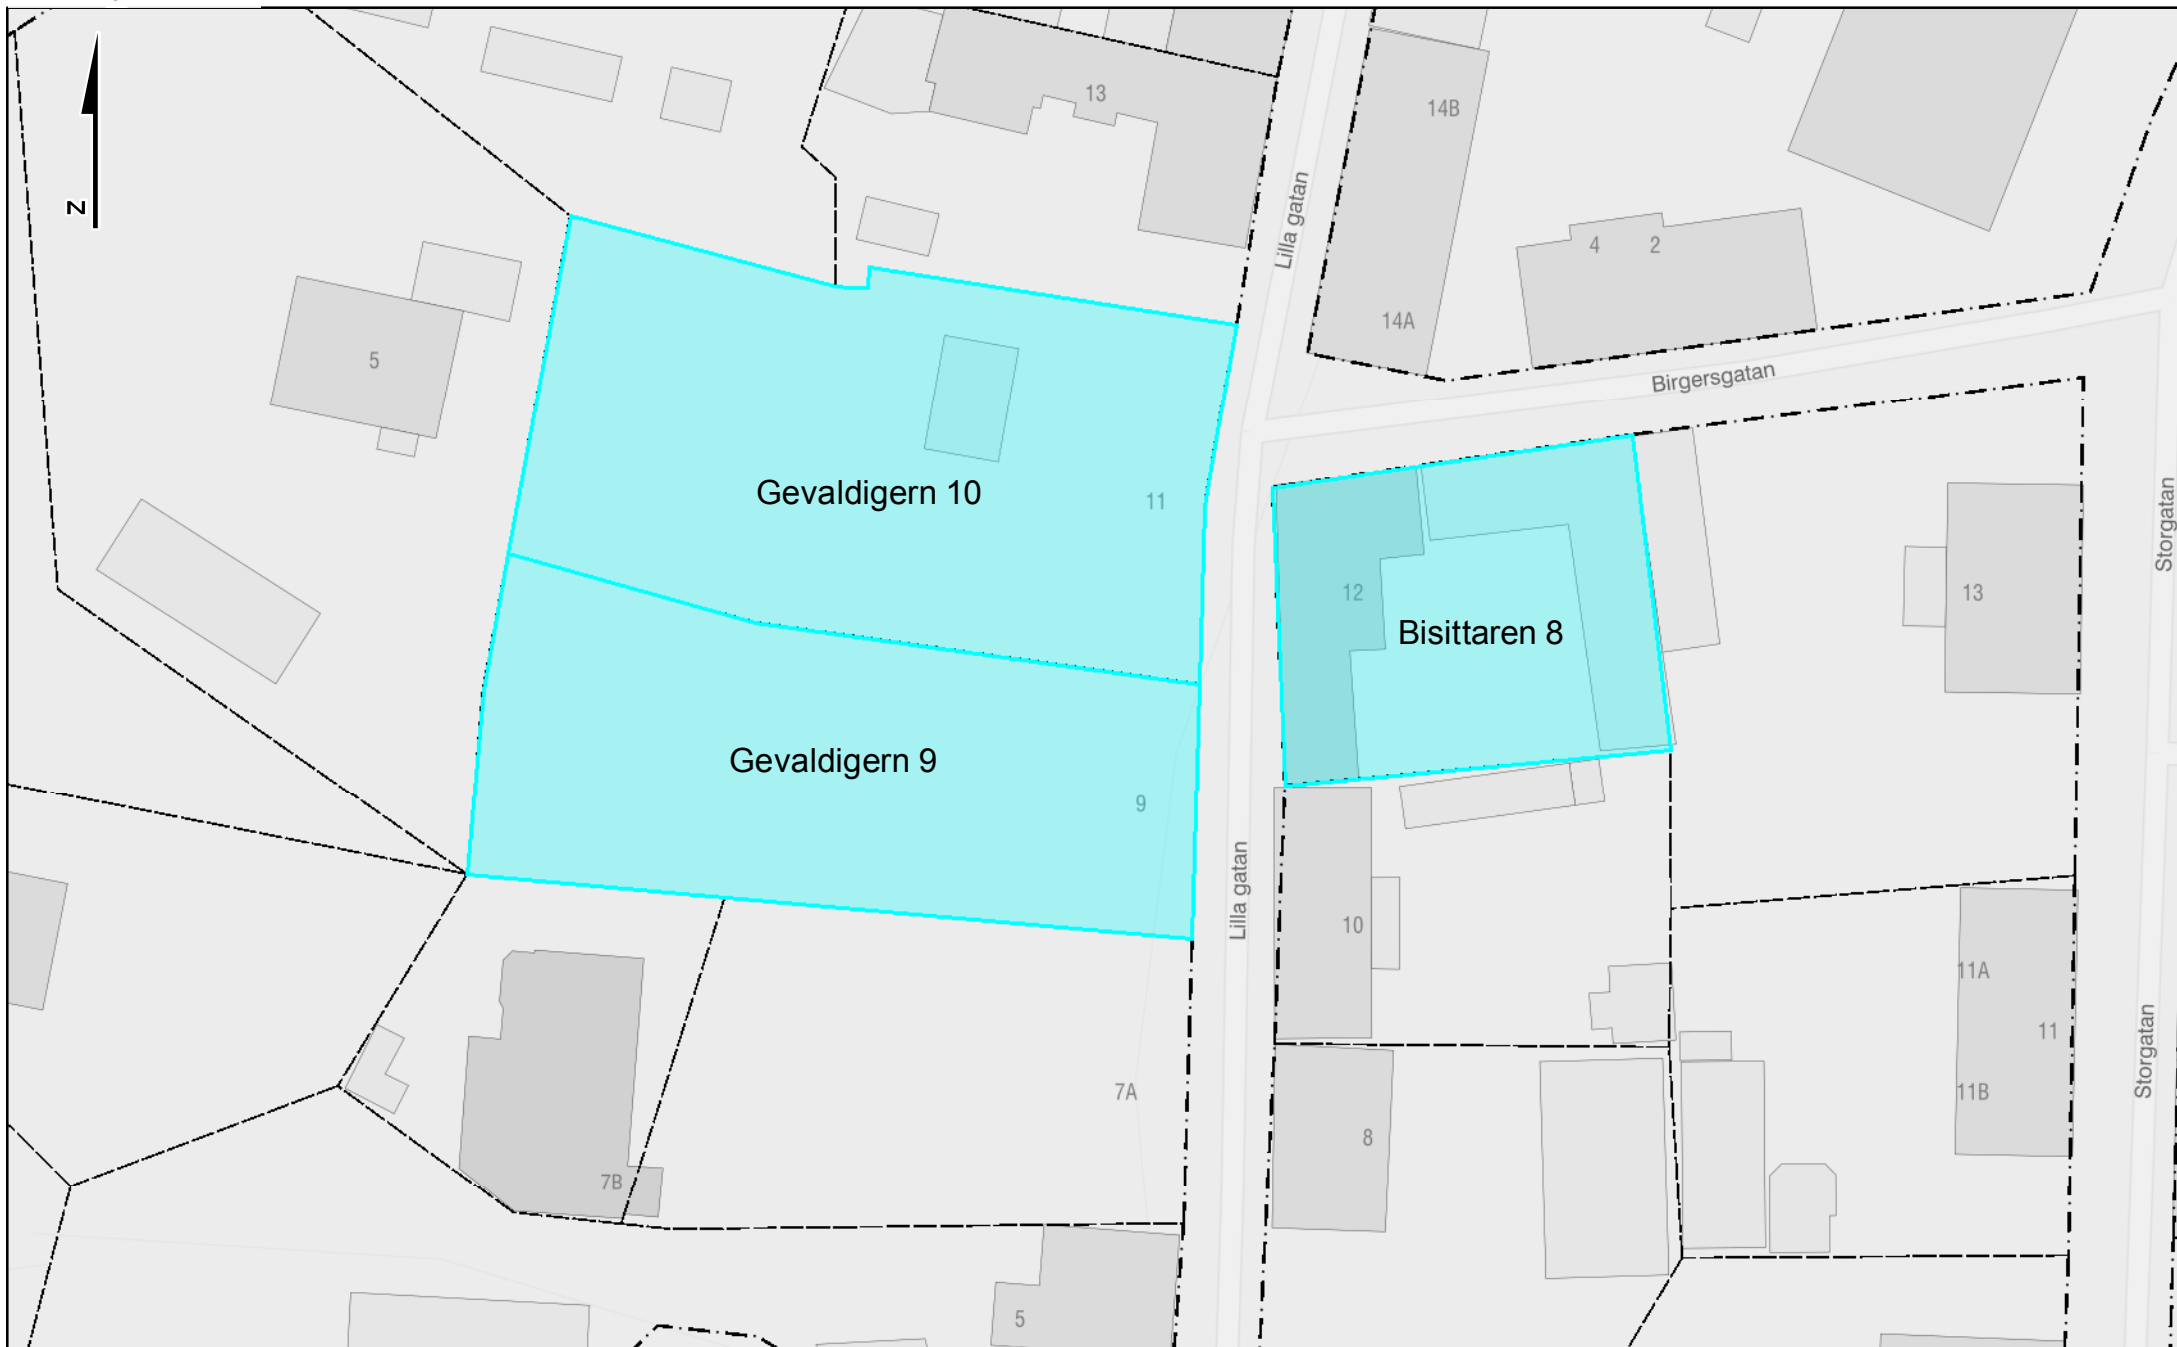 N
13
14B
Lilla gatan
4
2
14A
5
Birgersgatan
Gevaldigern 10
11
Storgatan
12
13
Bisittaren 8
Gevaldigern 9
9
Lilla gatan
10
11A
11
Storgatan
7A
11B
8
7B
5